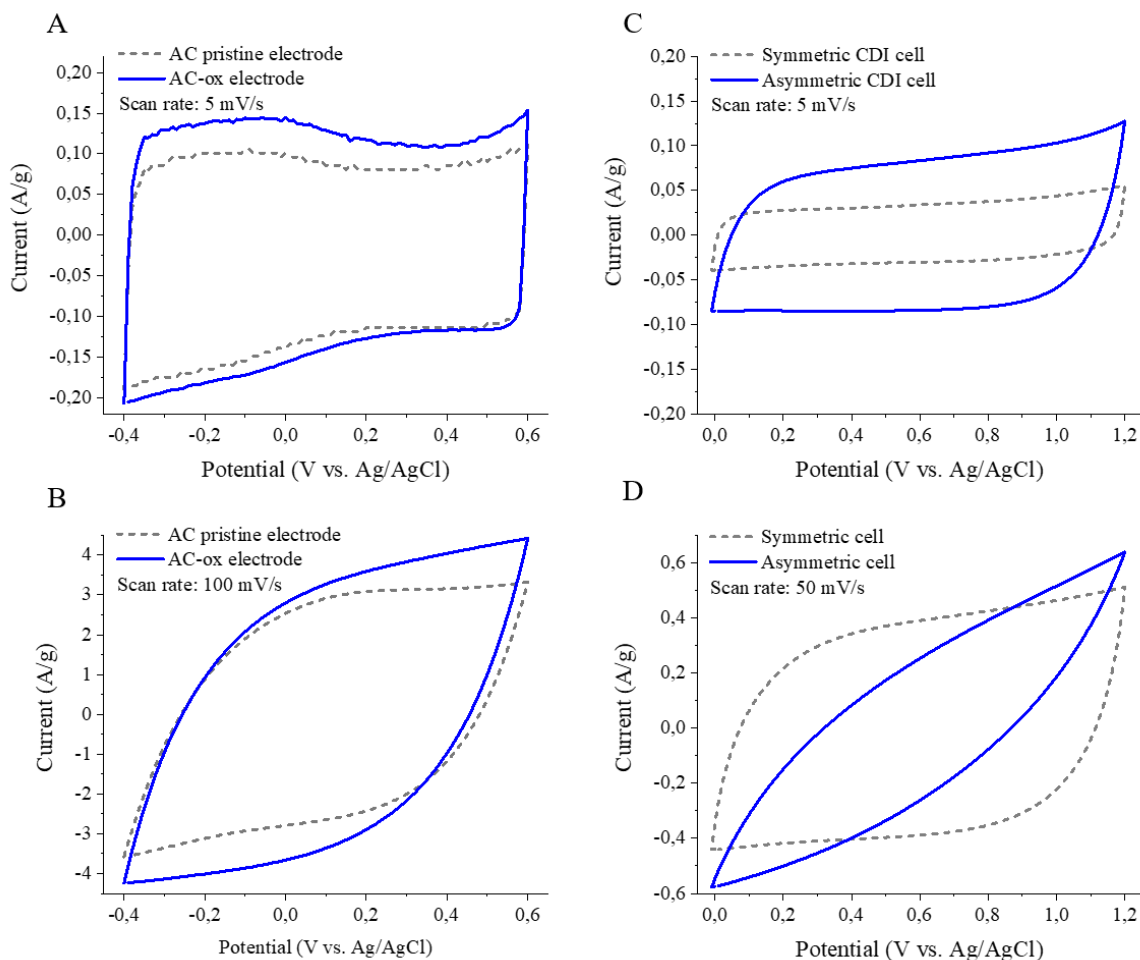 A
AC pristine electrode
AC-ox electrode
Scan rate: 5 mV/s
0,20
0,15
0,10
0,05
0,00
-0,05
-0,10
-0,15
-0,20
Current (A/g)
-0,4 -0,2 0,0 0,2 0,4 0,6
Potential (V vs. Ag/AgCl)
C
Symmetric CDI cell
Asymmetric CDI cell
Scan rate: 5 mV/s
0,20
0,15
0,10
0,05
0,00
-0,05
-0,10
-0,15
-0,20
Current (A/g)
0,0 0,2 0,4 0,6 0,8 1,0 1,2
Potential (V vs. Ag/AgCl)
B
AC pristine electrode
AC-ox electrode
Scan rate: 100 mV/s
4
3
2
1
0
-1
-2
-3
-4
Current (A/g)
-0,4 -0,2 0,0 0,2 0,4 0,6
Potential (V vs. Ag/AgCl)
D
Symmetric cell
Asymmetric cell
Scan rate: 50 mV/s
0,6
0,4
0,2
0,0
-0,2
-0,4
-0,6
Current (A/g)
0,0 0,2 0,4 0,6 0,8 1,0 1,2
Potential (V vs. Ag/AgCl)